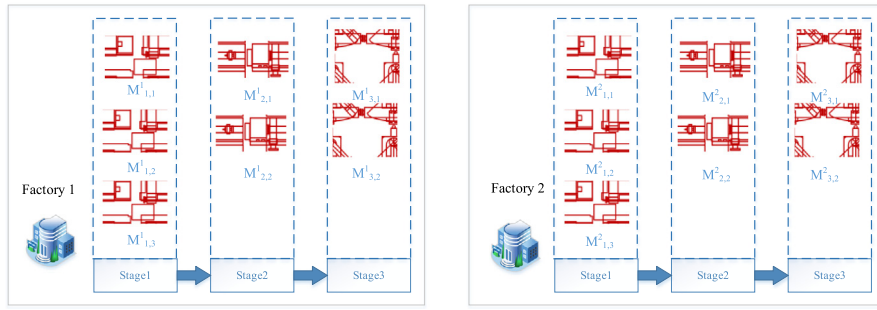 M¹₁,₁ M¹₂,₁ M¹₃,₁
M¹₁,₂ M¹₂,₂ M¹₃,₂
Factory 1
M¹₁,₃
Stage1 Stage2 Stage3
M²₁,₁ M²₂,₁ M²₃,₁
M²₁,₂ M²₂,₂ M²₃,₂
Factory 2
M²₁,₃
Stage1 Stage2 Stage3